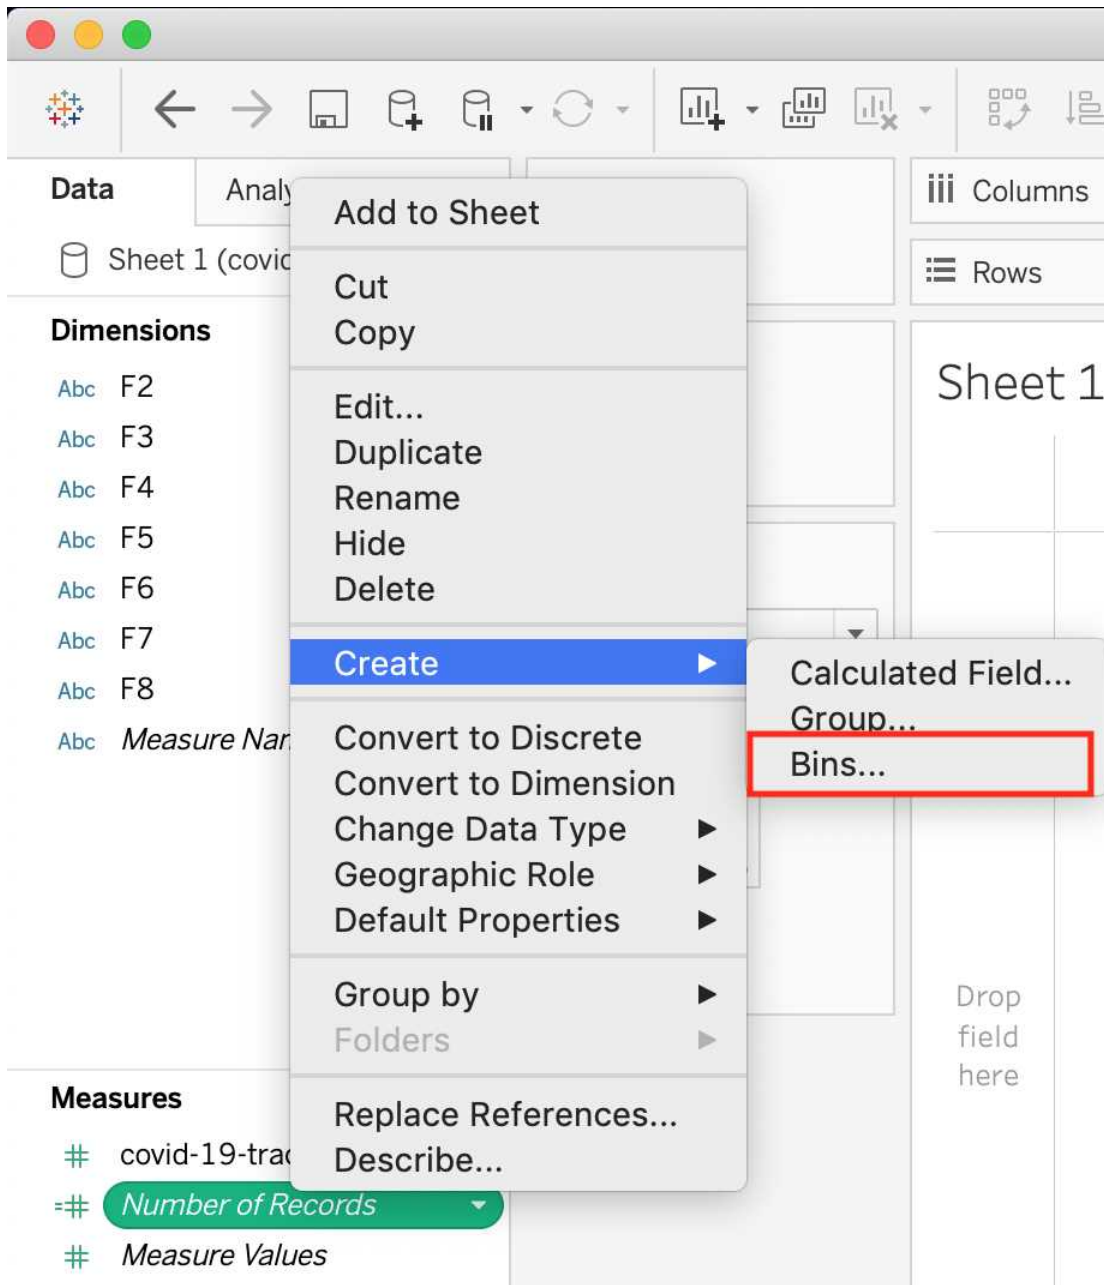 Data
Analy
Sheet 1 (covid
Dimensions
Abc F2
Abc F3
Abc F4
Abc F5
Abc F6
Abc F7
Abc F8
Abc Measure Nar
Measures
covid-19-trac
Number of Records
Measure Values
Add to Sheet
Cut
Copy
Edit...
Duplicate
Rename
Hide
Delete
Create
Convert to Discrete
Convert to Dimension
Change Data Type
Geographic Role
Default Properties
Group by
Folders
Replace References...
Describe...
Calculated Field...
Group...
Bins...
Columns
Rows
Sheet 1
Drop
field
here